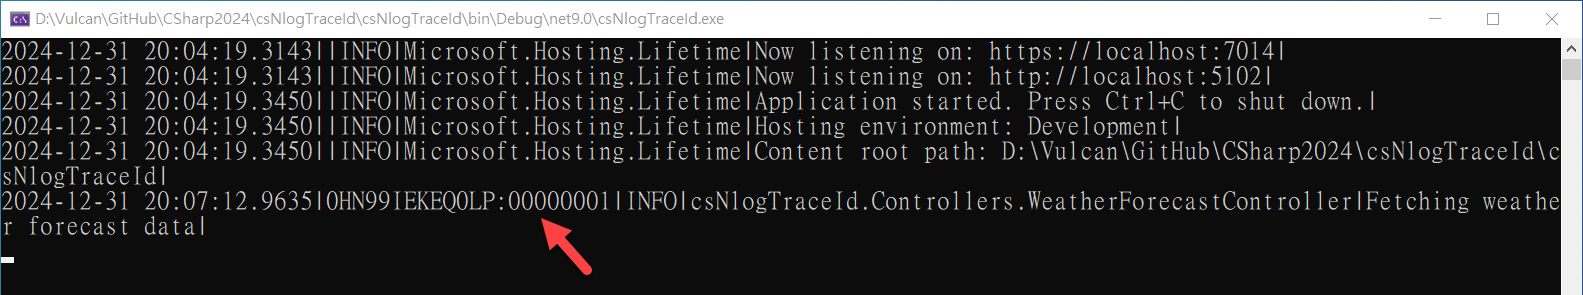 D:\Vulcan\GitHub\CSharp2024\csNlogTraceId\csNlogTraceId\bin\Debug\net9.0\csNlogTraceId.exe
2024-12-31 20:04:19.3143||INFO|Microsoft.Hosting.Lifetime|Now listening on: https://localhost:7014|
2024-12-31 20:04:19.3143||INFO|Microsoft.Hosting.Lifetime|Now listening on: http://localhost:5102|
2024-12-31 20:04:19.3450||INFO|Microsoft.Hosting.Lifetime|Application started. Press Ctrl+C to shut down.|
2024-12-31 20:04:19.3450||INFO|Microsoft.Hosting.Lifetime|Hosting environment: Development|
2024-12-31 20:04:19.3450||INFO|Microsoft.Hosting.Lifetime|Content root path: D:\Vulcan\GitHub\CSharp2024\csNlogTraceId\c
sNlogTraceId|
2024-12-31 20:07:12.9635|0HN99IEKEQ0LP:00000001|INFO|csNlogTraceId.Controllers.WeatherForecastController|Fetching weathe
r forecast data|